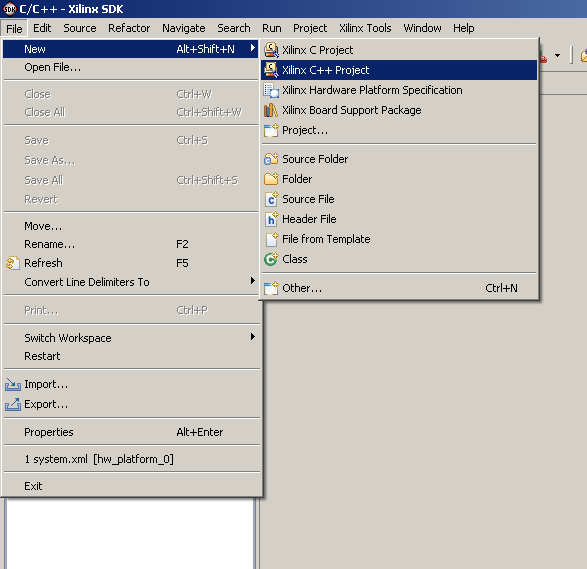 C/C++ - Xilinx SDK
File Edit Source Refactor Navigate Search Run Project Xilinx Tools Window Help
New Alt+Shift+N
Open File...
Close Ctrl+W
Close All Ctrl+Shift+W
Save Ctrl+S
Save As...
Save All Ctrl+Shift+S
Revert
Move...
Rename... F2
Refresh F5
Convert Line Delimiters To
Print... Ctrl+P
Switch Workspace
Restart
Import...
Export...
Properties Alt+Enter
1 system.xml [hw_platform_0]
Exit
Xilinx C Project
Xilinx C++ Project
Xilinx Hardware Platform Specification
Xilinx Board Support Package
Project...
Source Folder
Folder
Source File
Header File
File from Template
Class
Other... Ctrl+N